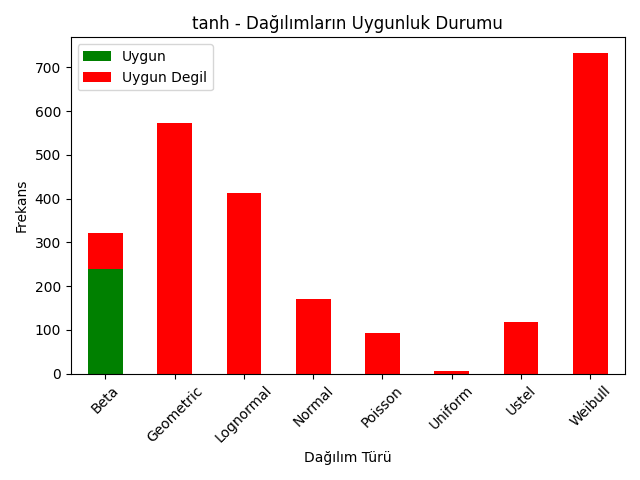 tanh - Dağılımların Uygunluk Durumu
Uygun
Uygun Degil
Frekans
700
600
500
400
300
200
100
0
Beta
Geometric
Lognormal
Normal
Poisson
Uniform
Ustel
Weibull
Dağılım Türü